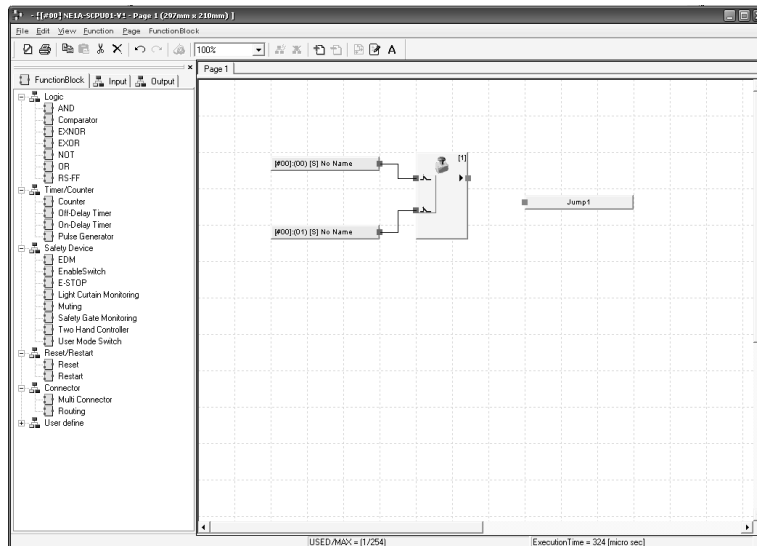 - [[#00] NE1A-SCPU01-V1 - Page 1 (297mm x 210mm) ]
File Edit View Function Page FunctionBlock
100%
A
FunctionBlock Input Output
Page 1
Logic
AND
Comparator
EXNOR
EXOR
NOT
OR
RS-FF
Timer/Counter
Counter
Off-Delay Timer
On-Delay Timer
Pulse Generator
Safety Device
EDM
EnableSwitch
E-STOP
Light Curtain Monitoring
Muting
Safety Gate Monitoring
Two Hand Controller
User Mode Switch
Reset/Restart
Reset
Restart
Connector
Multi Connector
Routing
User define
[#00]:(00) [S] No Name
[1]
Jump1
[#00]:(01) [S] No Name
USED/MAX = (1/254)
ExecutionTime = 324 [micro sec]